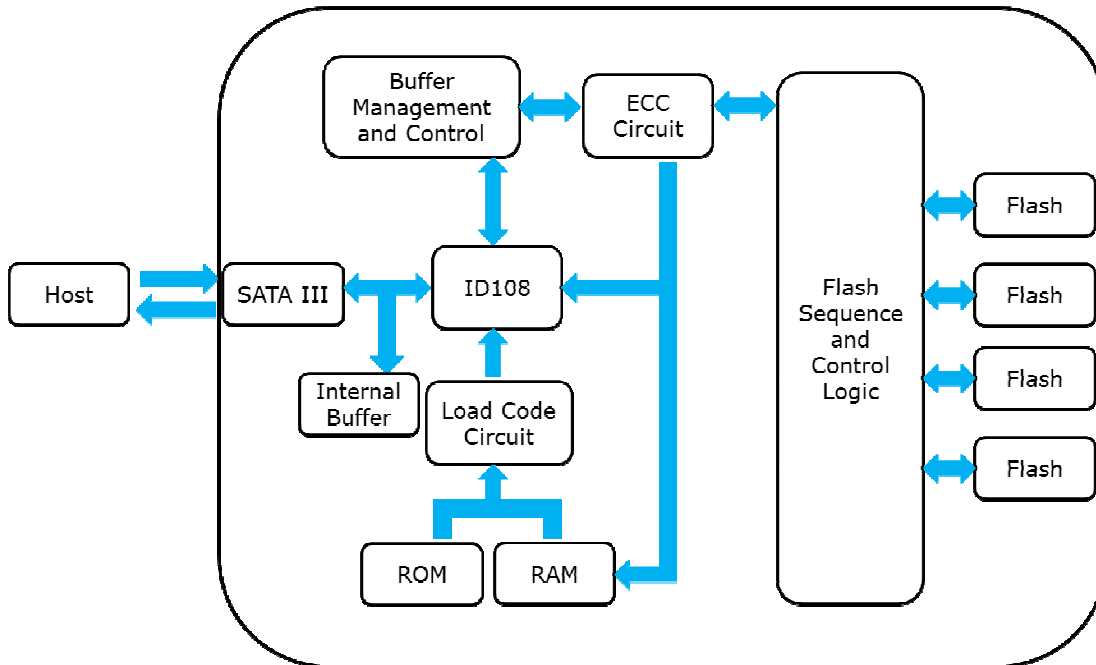 Buffer
Management
and Control
ECC
Circuit
Flash
Host
SATA III
ID108
Flash
Sequence
and
Control
Logic
Flash
Internal
Buffer
Load Code
Circuit
Flash
Flash
ROM
RAM